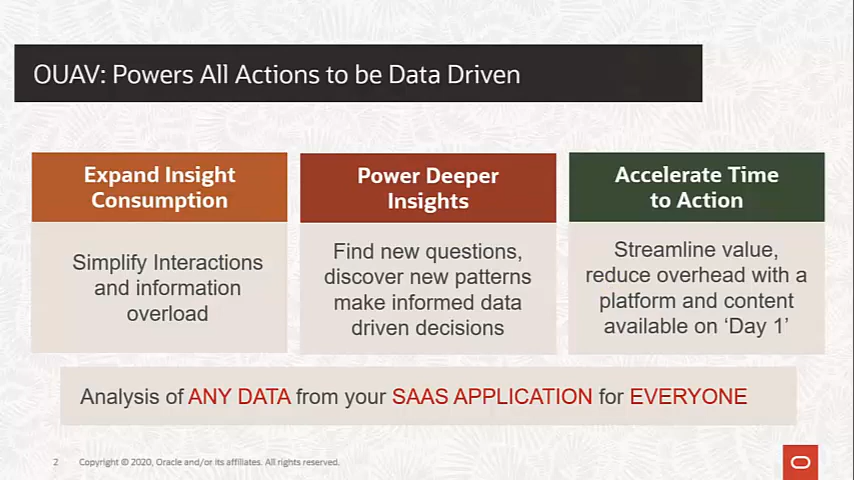 OUAV: Powers All Actions to be Data Driven
Expand Insight
Consumption
Simplify Interactions
and information
overload
Power Deeper
Insights
Find new questions,
discover new patterns
make informed data
driven decisions
Accelerate Time
to Action
Streamline value,
reduce overhead with a
platform and content
available on ‘Day 1’
Analysis of ANY DATA from your SAAS APPLICATION for EVERYONE
2 Copyright © 2020, Oracle and/or its affiliates. All rights reserved.